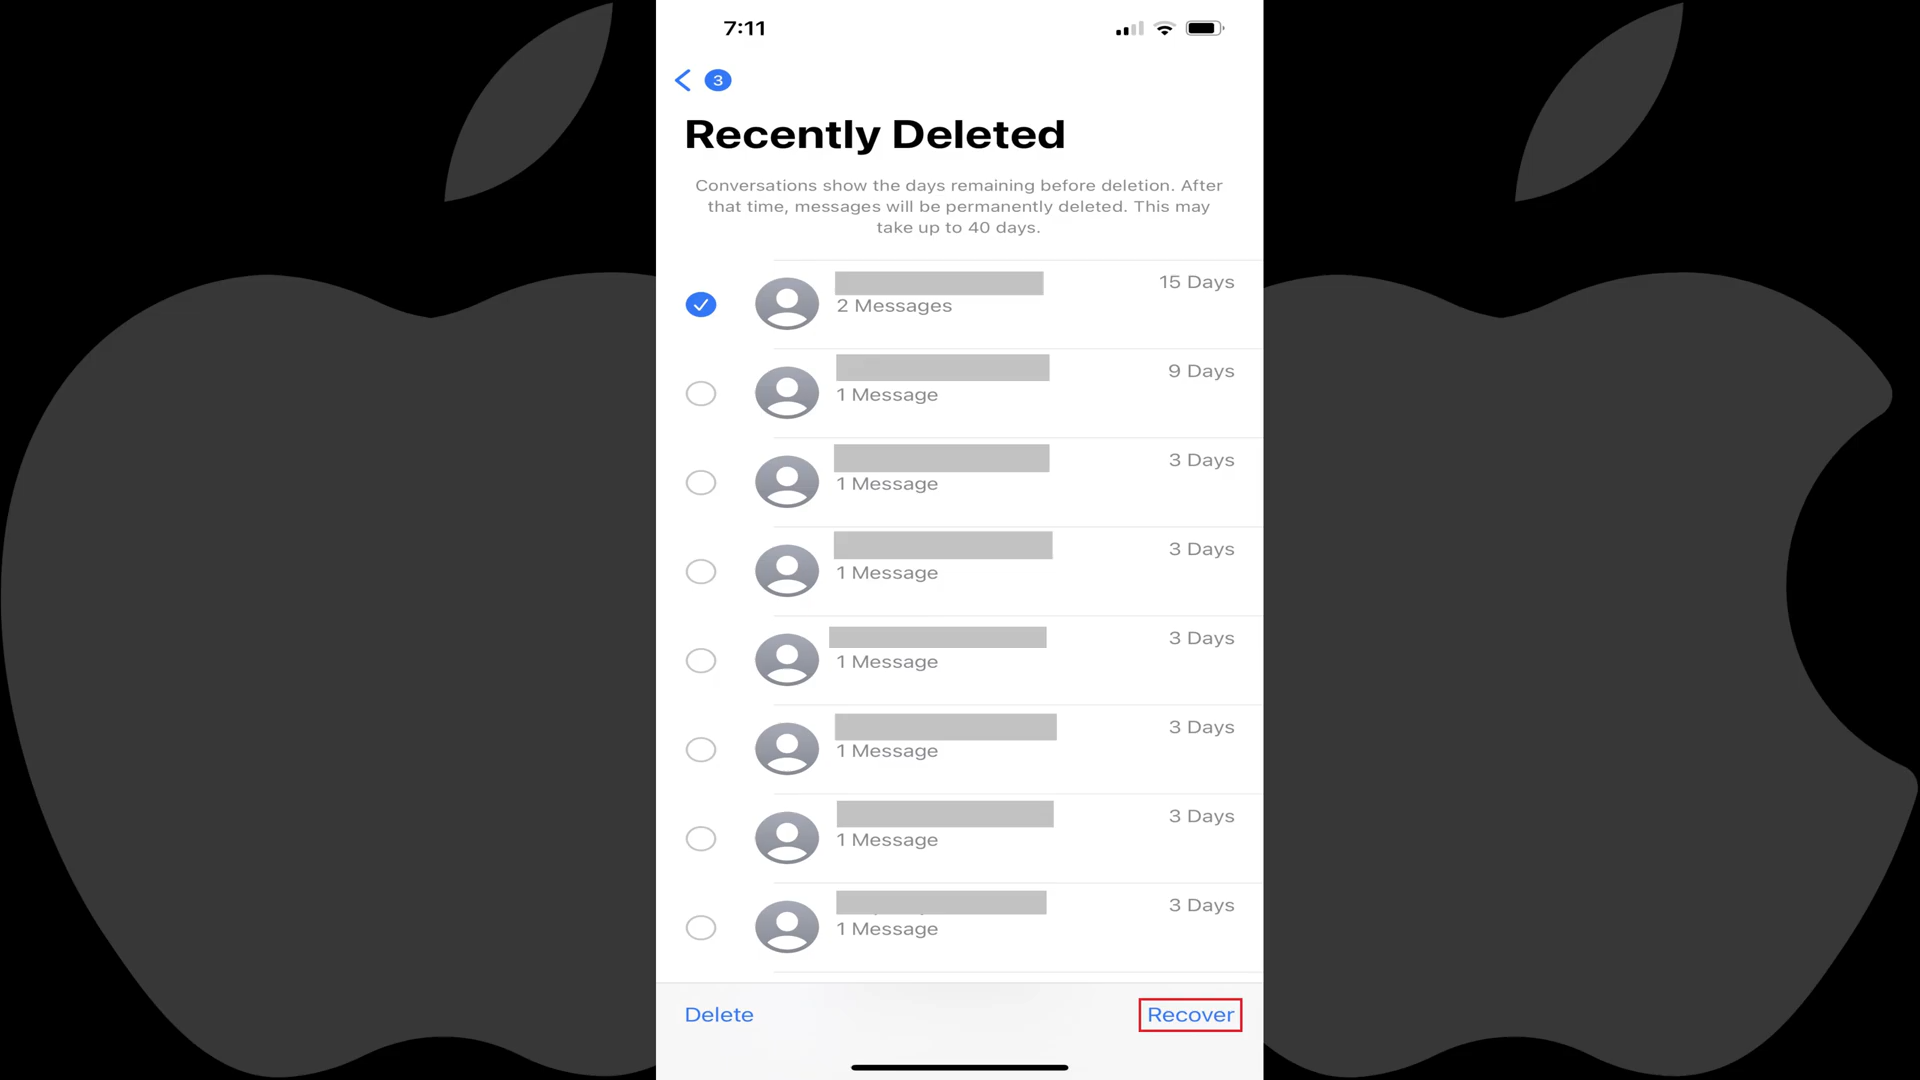 7:11
3
Recently Deleted
Conversations show the days remaining before deletion. After
that time, messages will be permanently deleted. This may
take up to 40 days.
15 Days
2 Messages
9 Days
1 Message
3 Days
1 Message
3 Days
1 Message
3 Days
1 Message
3 Days
1 Message
3 Days
1 Message
3 Days
1 Message
Delete
Recover